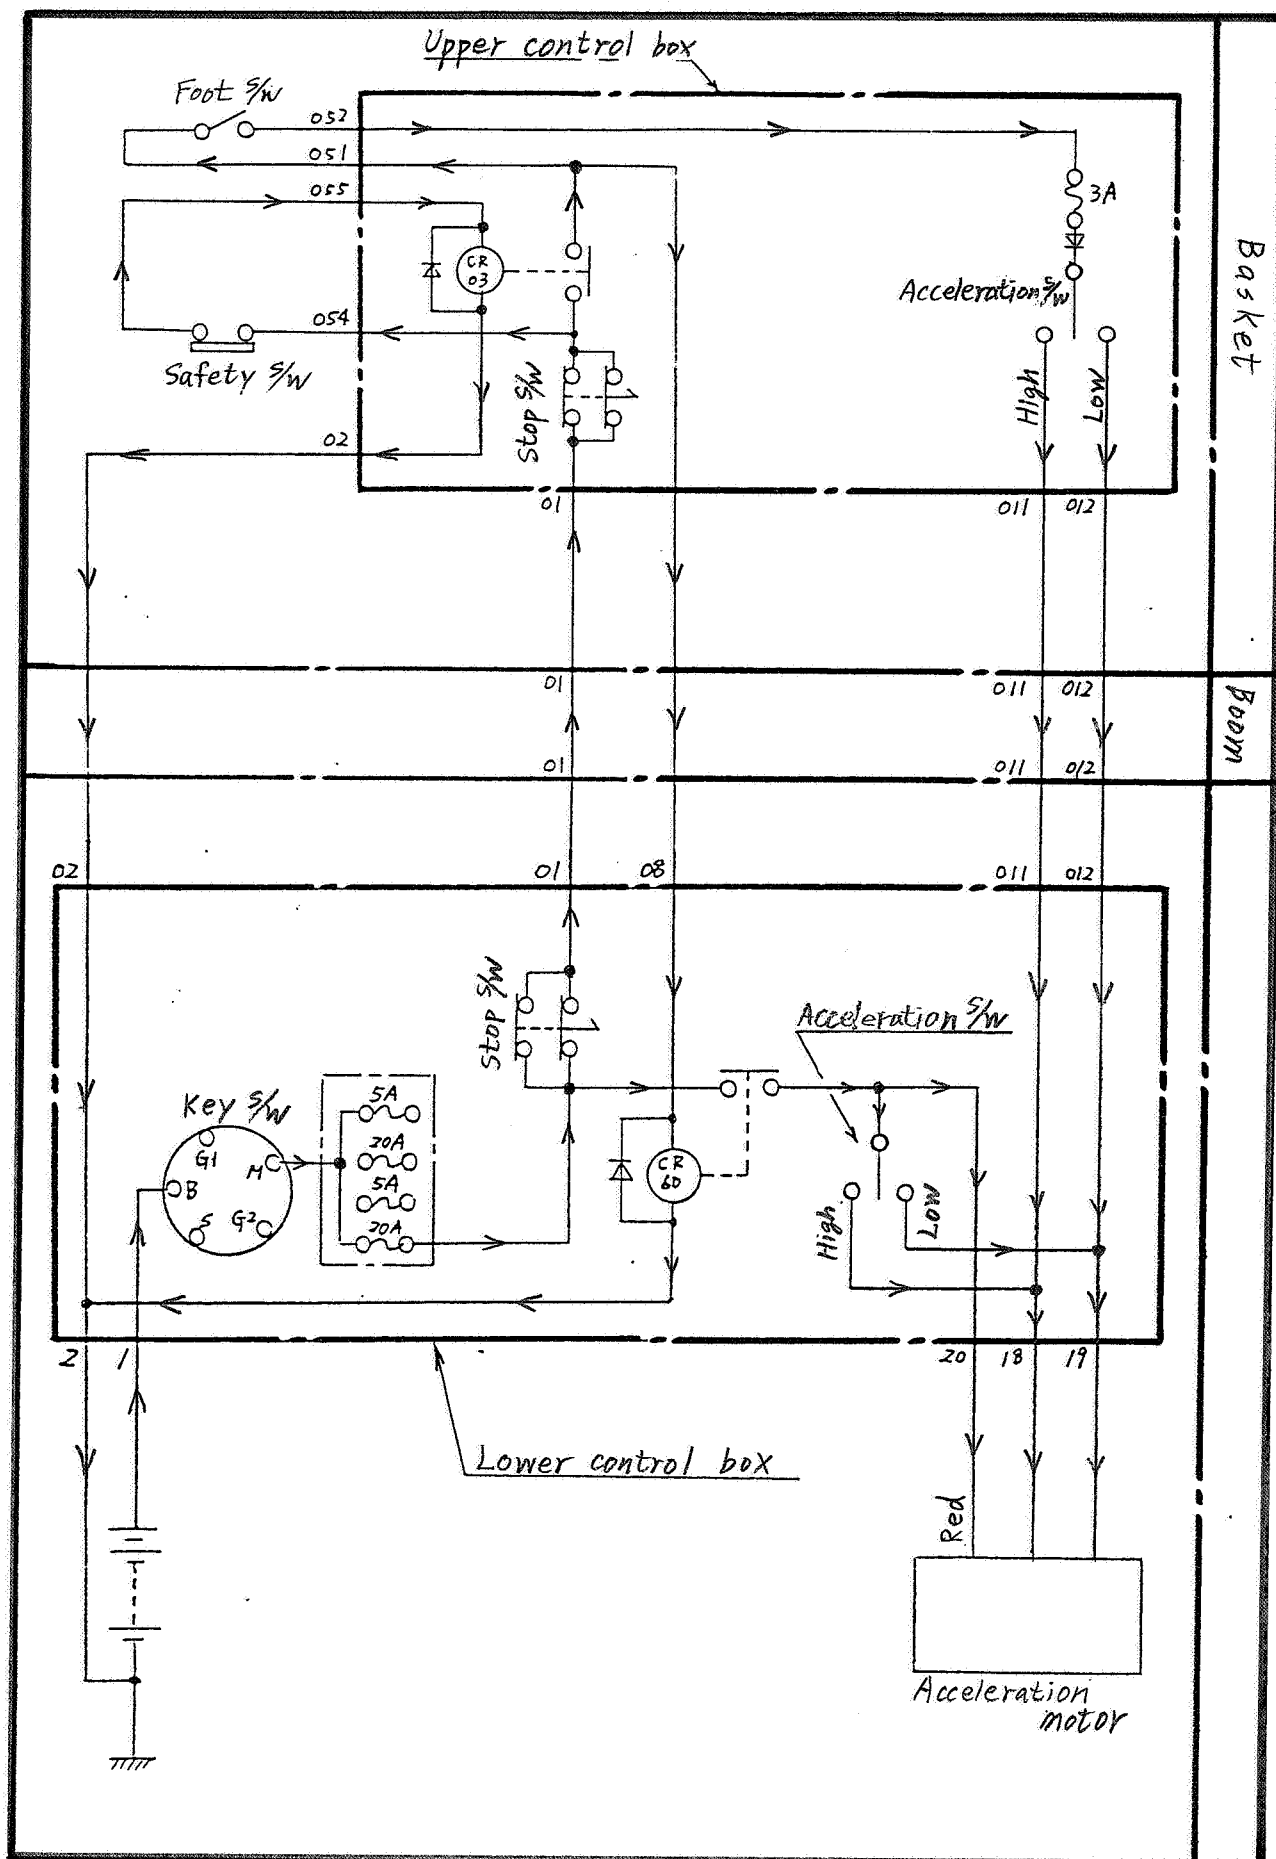 Upper control box
Foot S/W
052
051
055
3A
CR
03
Acceleration S/W
054
Safety S/W
Stop S/W
High
Low
02
01
011
012
Basket
01
011
012
Boom
01
011
012
02
01
08
011
012
Stop S/W
Acceleration S/W
Key S/W
5A
G1
20A
M
CR
60
B
5A
S
G2
20A
High
Low
2
1
20
18
19
Lower control box
Red
Acceleration
motor